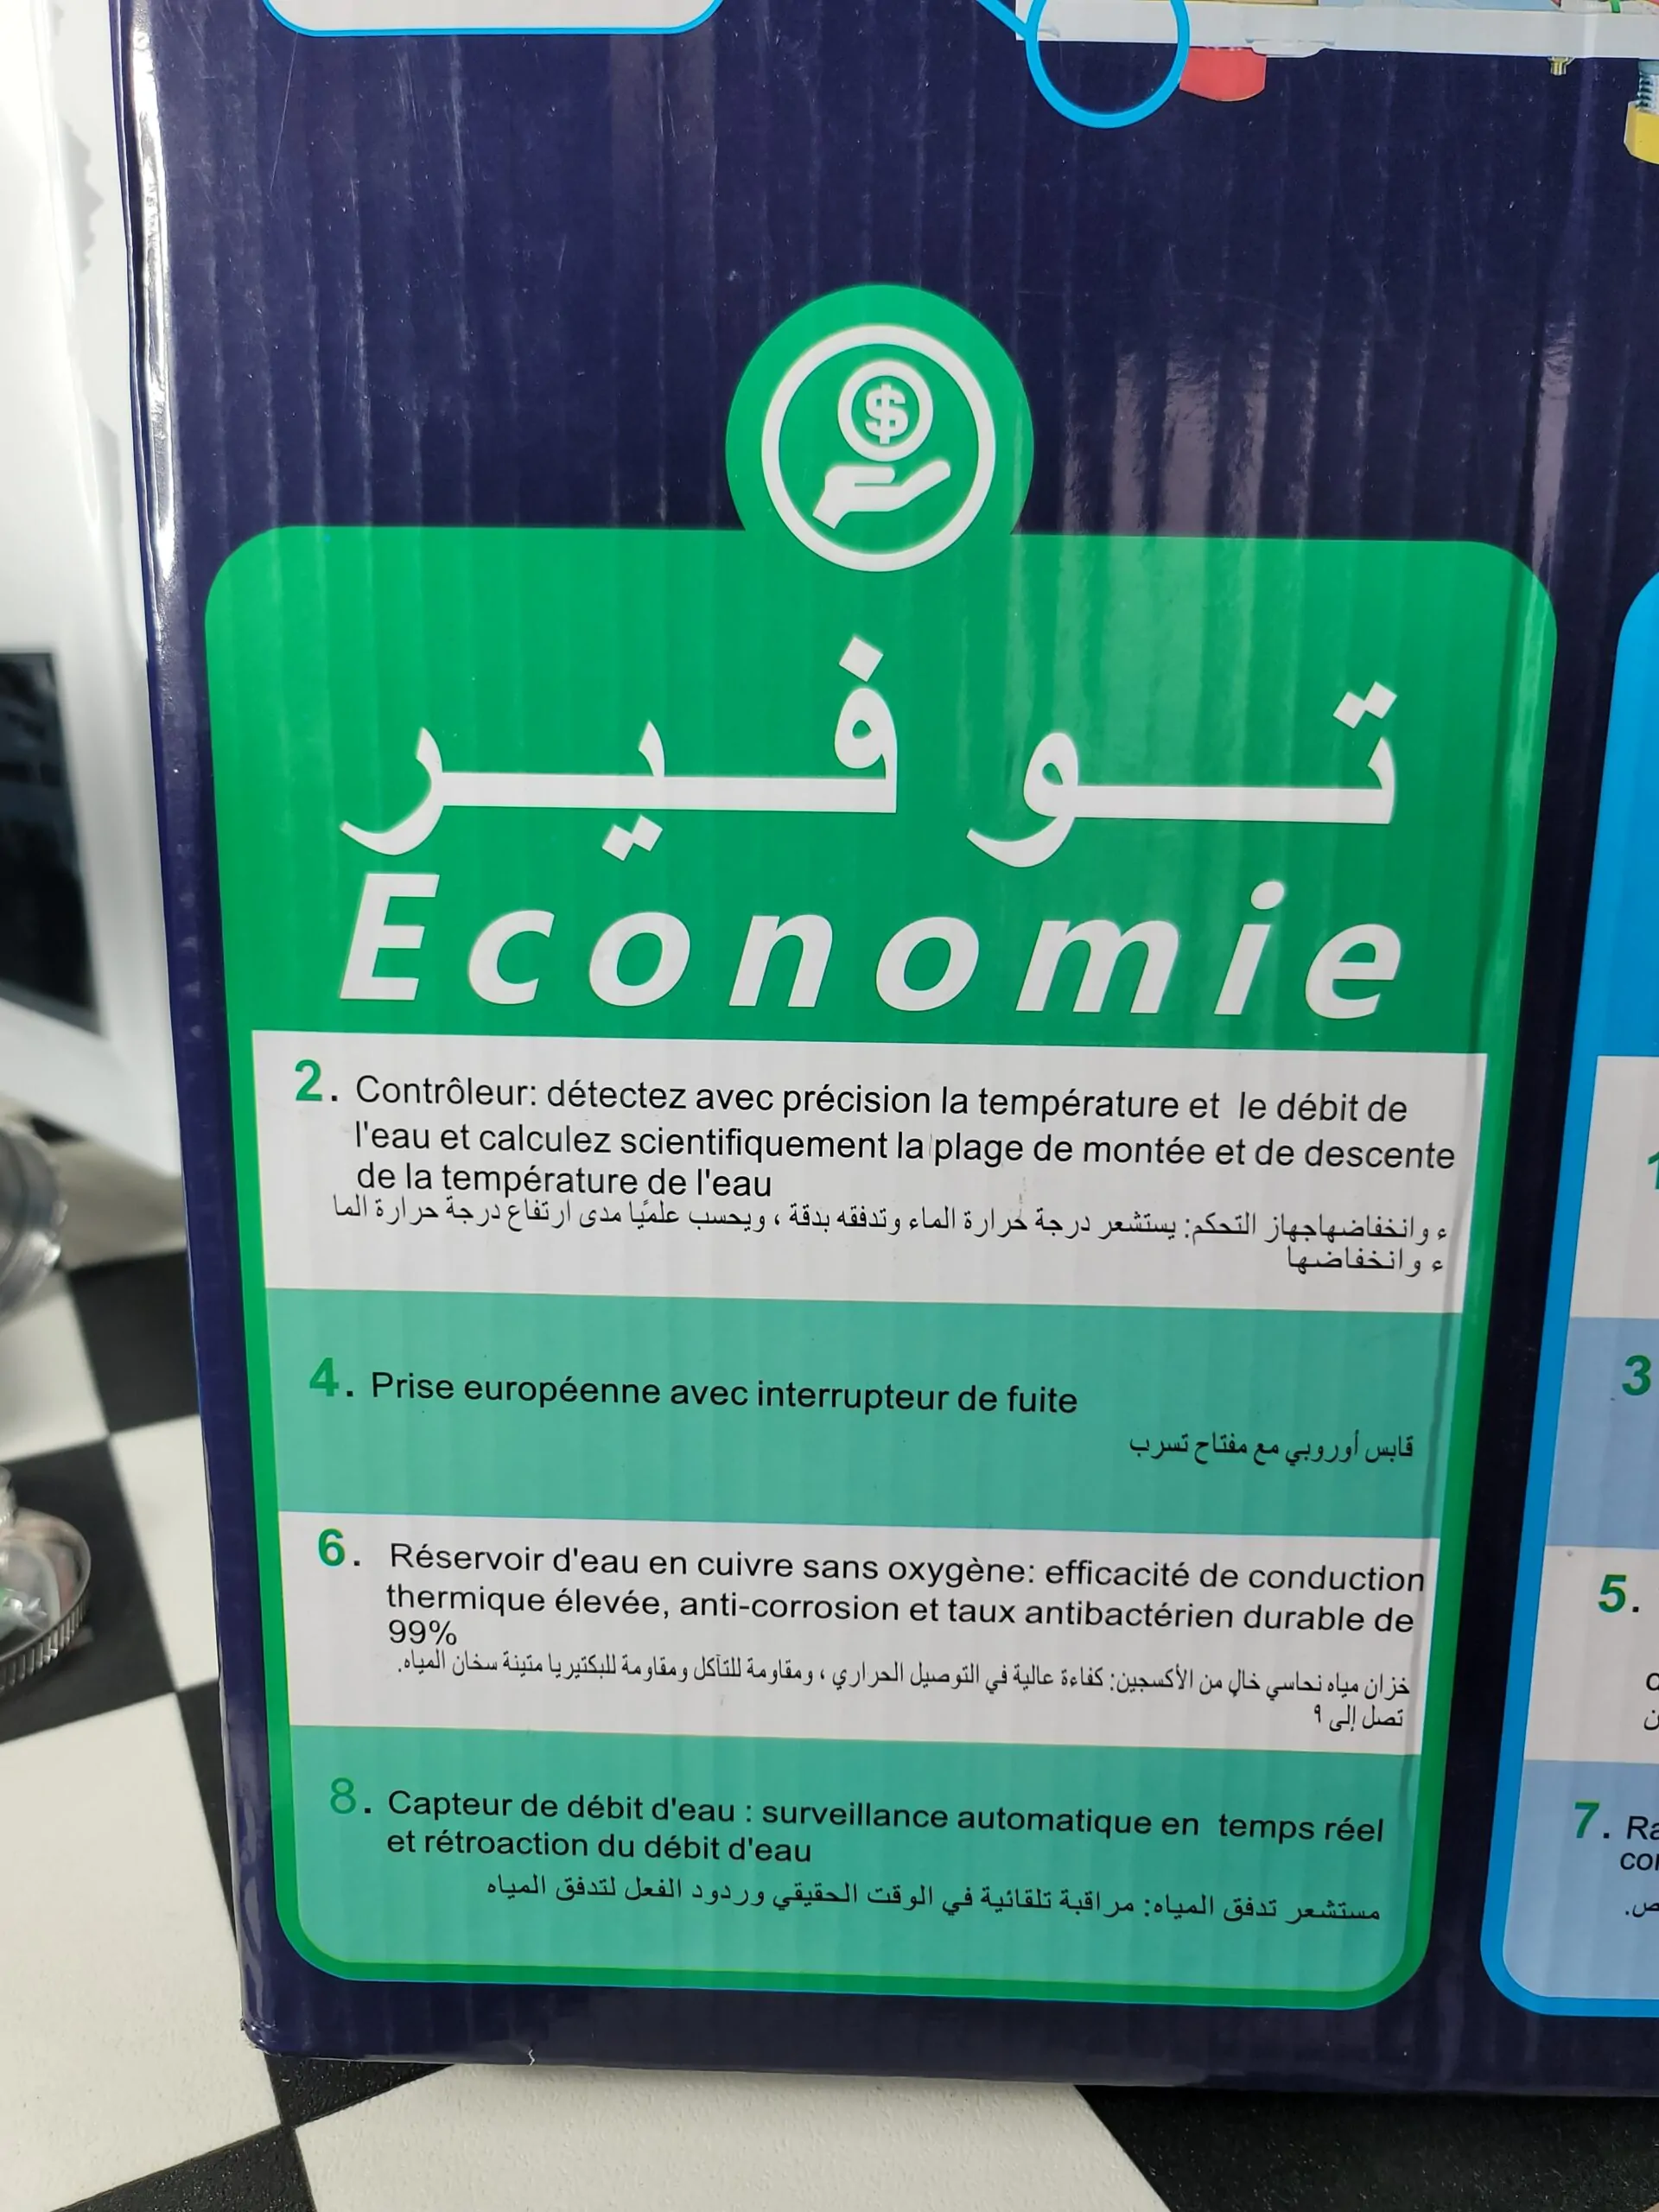 $
توفير
Economie
2. Contrôleur: détectez avec précision la température et le débit de
l'eau et calculez scientifiquement la plage de montée et de descente
de la température de l'eau
ء وانخفاضهاجهاز التحكم: يستشعر درجة حرارة الماء وتدفقه بدقة ، ويحسب علميًا مدى ارتفاع درجة حرارة الما
ء وانخفاضها
4. Prise européenne avec interrupteur de fuite
قابس أوروبي مع مفتاح تسرب
6. Réservoir d'eau en cuivre sans oxygène: efficacité de conduction
thermique élevée, anti-corrosion et taux antibactérien durable de
99%
خزان مياه نحاسي خالٍ من الأكسجين: كفاءة عالية في التوصيل الحراري ، ومقاومة للتآكل ومقاومة للبكتيريا متينة سخان المياه.
تصل إلى ٩
8. Capteur de débit d'eau : surveillance automatique en temps réel
et rétroaction du débit d'eau
مستشعر تدفق المياه: مراقبة تلقائية في الوقت الحقيقي وردود الفعل لتدفق المياه
3
5.
7.